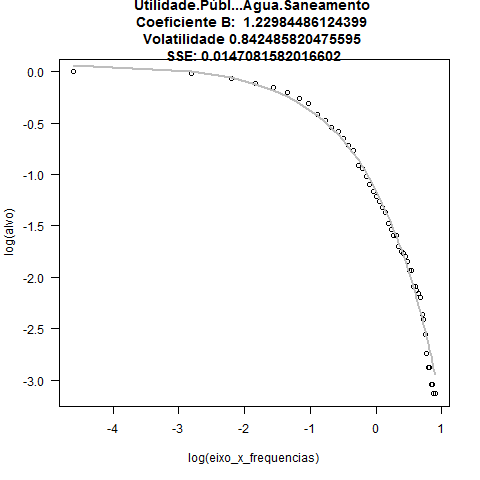 Utilidade.Públ...Agua.Saneamento
Coeficiente B:  1.22984486124399
Volatilidade 0.842485820475595
SSE: 0.0147081582016602
0.0
-0.5
-1.0
-1.5
-2.0
-2.5
-3.0
log(alvo)
-4 -3 -2 -1 0 1
log(eixo_x_frequencias)